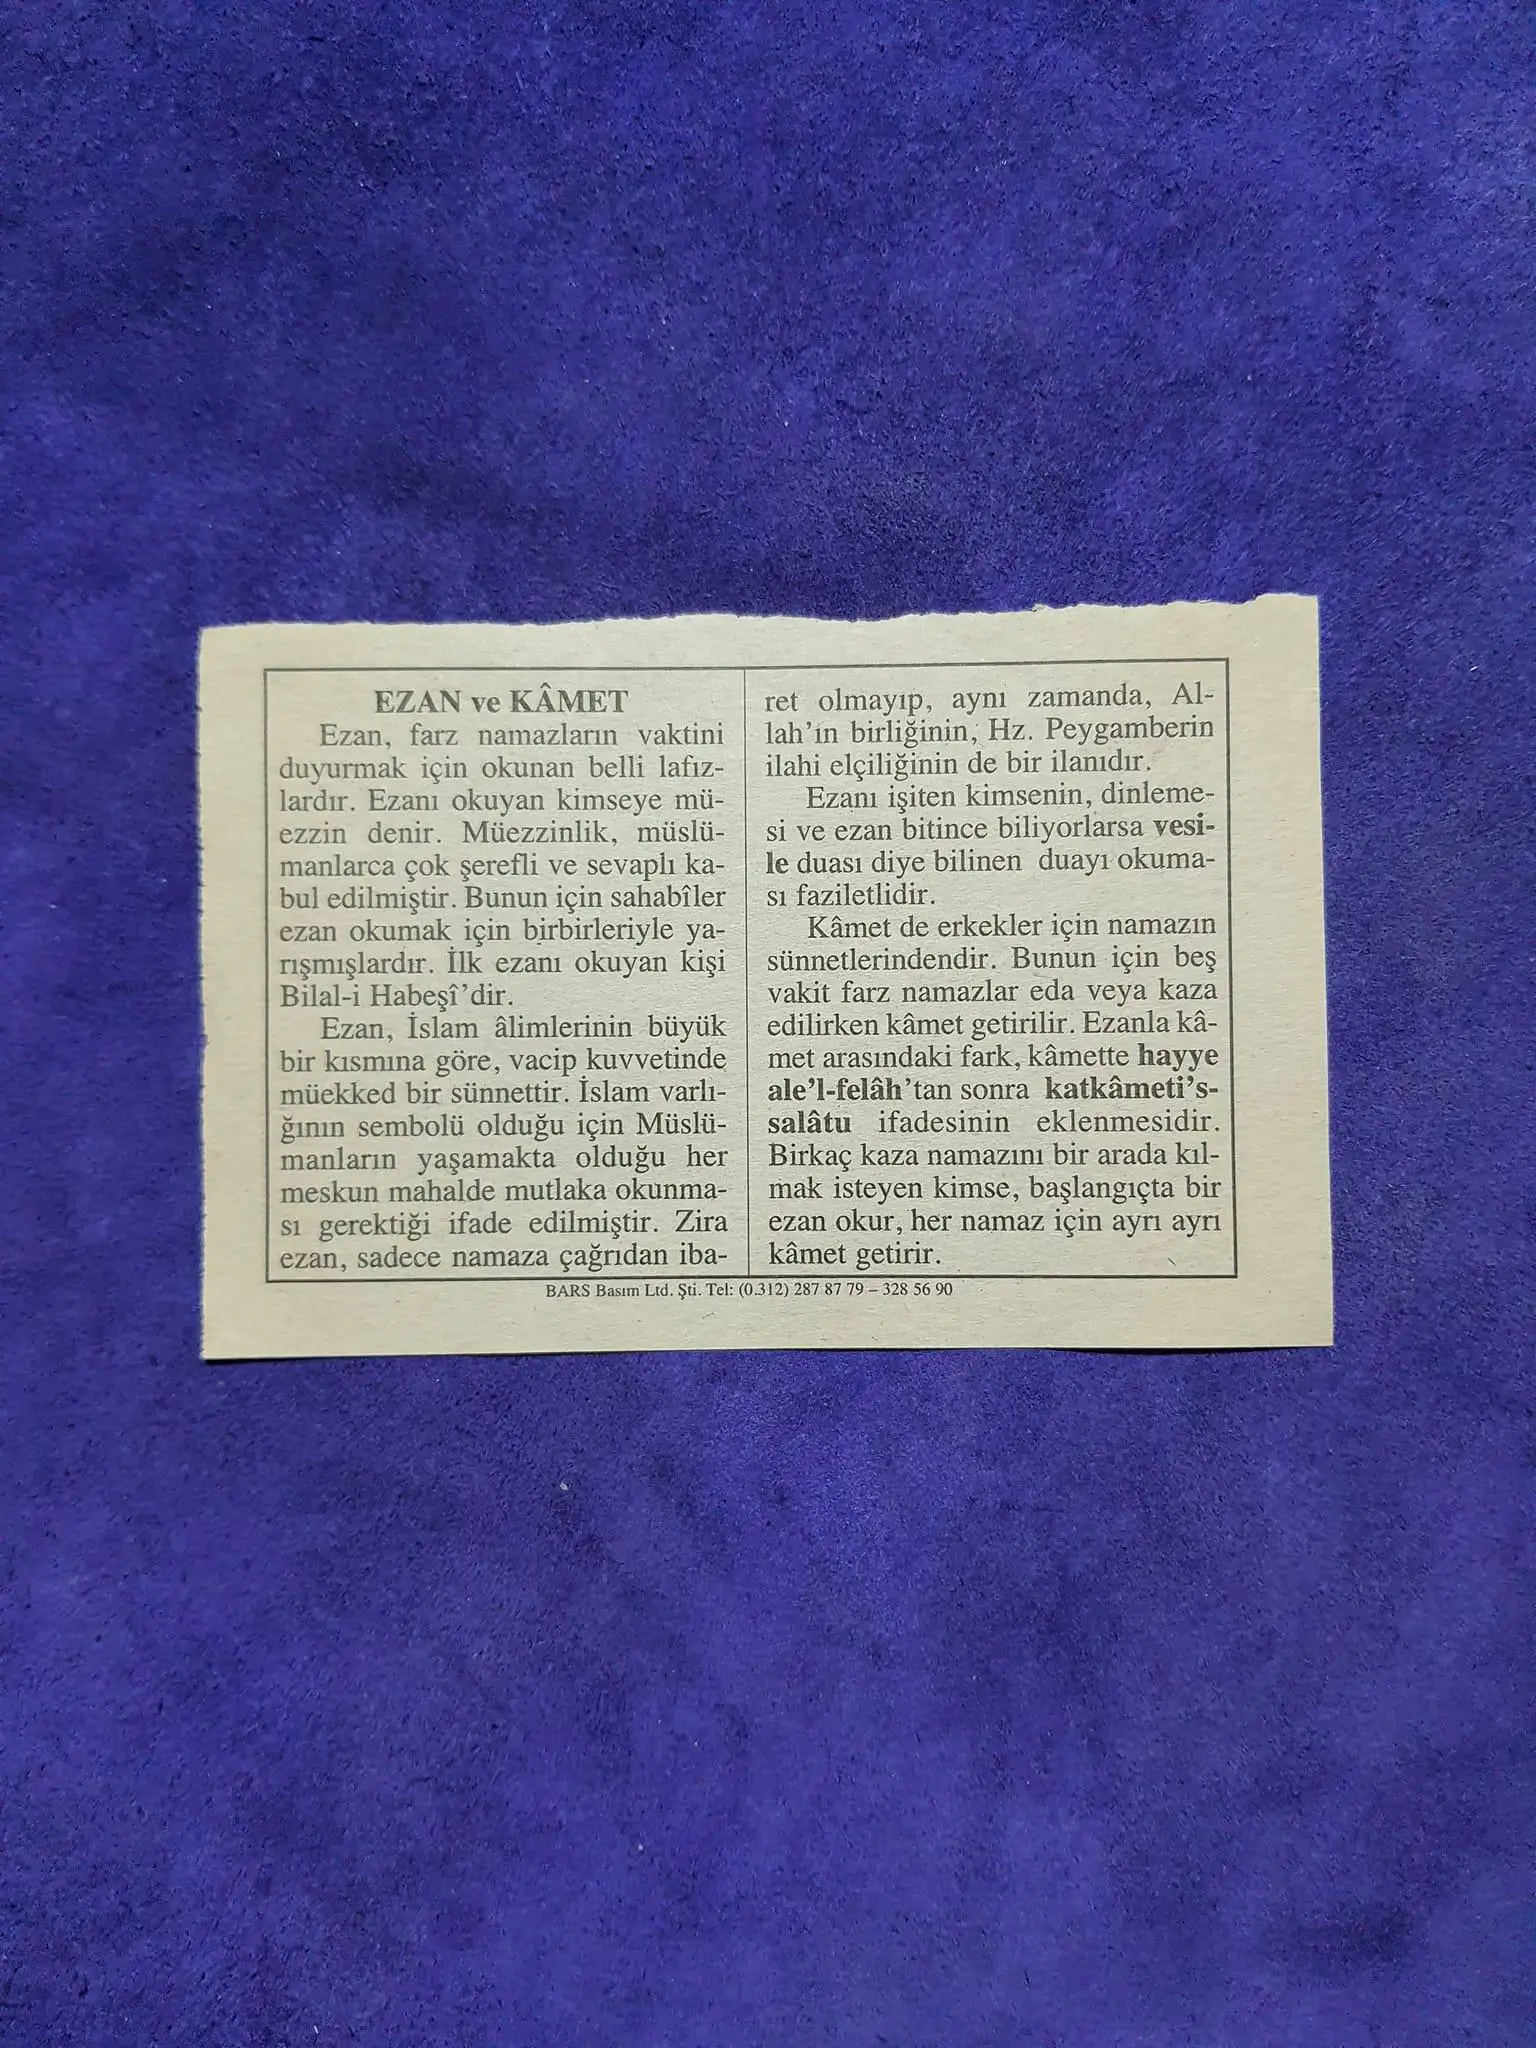 EZAN ve KÂMET
Ezan, farz namazların vaktini
duyurmak için okunan belli lafız-
lardır. Ezanı okuyan kimseye mü-
ezzin denir. Müezzinlik, müslü-
manlarca çok şerefli ve sevaplı ka-
bul edilmiştir. Bunun için sahabîler
ezan okumak için birbirleriyle ya-
rışmışlardır. İlk ezanı okuyan kişi
Bilal-i Habeşî’dir.
Ezan, İslam âlimlerinin büyük
bir kısmına göre, vacip kuvvetinde
müekked bir sünnettir. İslam varlı-
ğının sembolü olduğu için Müslü-
manların yaşamakta olduğu her
meskun mahalde mutlaka okunma-
sı gerektiği ifade edilmiştir. Zira
ezan, sadece namaza çağrıdan iba-
ret olmayıp, aynı zamanda, Al-
lah’ın birliğinin, Hz. Peygamberin
ilahi elçiliğinin de bir ilanıdır.
Ezanı işiten kimsenin, dinleme-
si ve ezan bitince biliyorlarsa vesi-
le duası diye bilinen duayı okuma-
sı faziletlidir.
Kâmet de erkekler için namazın
sünnetlerindendir. Bunun için beş
vakit farz namazlar eda veya kaza
edilirken kâmet getirilir. Ezanla kâ-
met arasındaki fark, kâmette hayye
ale’l-felâh’tan sonra katkâmeti’s-
salâtu ifadesinin eklenmesidir.
Birkaç kaza namazını bir arada kıl-
mak isteyen kimse, başlangıçta bir
ezan okur, her namaz için ayrı ayrı
kâmet getirir.
BARS Basım Ltd. Şti. Tel: (0.312) 287 87 79 – 328 56 90